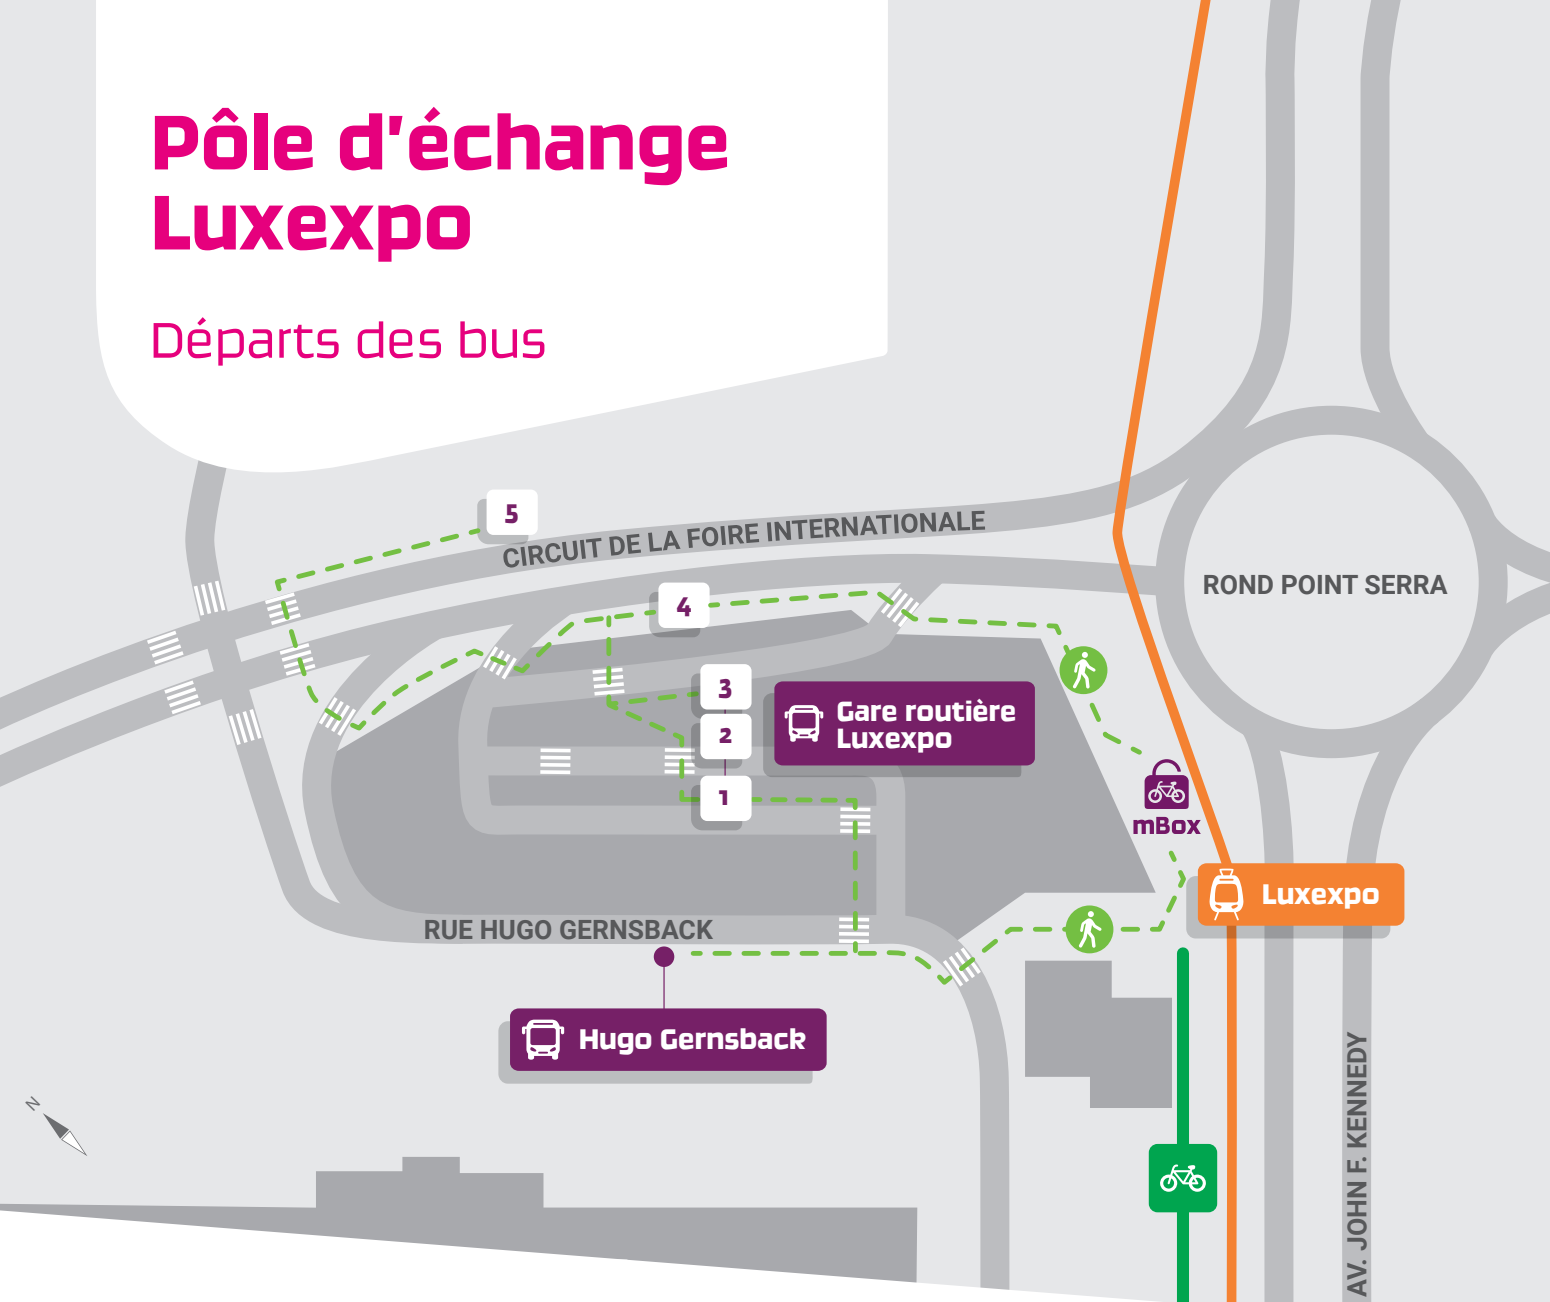 Pôle d'échange
Luxexpo
Départs des bus
5
CIRCUIT DE LA FOIRE INTERNATIONALE
ROND POINT SERRA
4
3
Gare routière
Luxexpo
2
1
mBox
Luxexpo
RUE HUGO GERNSBACK
Hugo Gernsback
AV. JOHN F. KENNEDY
N